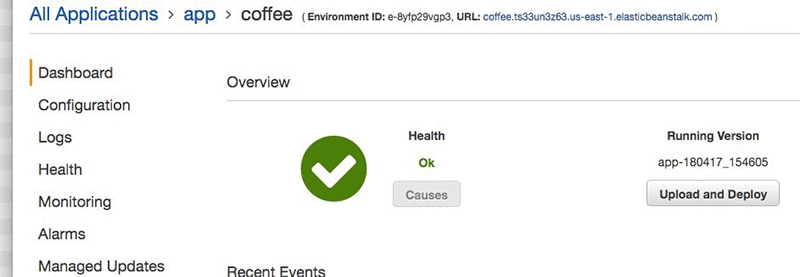 All Applications > app > coffee ( Environment ID: e-8yfp29vgp3, URL: coffee.ts33un3z63.us-east-1.elasticbeanstalk.com )
Dashboard
Configuration
Logs
Health
Monitoring
Alarms
Managed Updates
Overview
Health
Ok
Causes
Running Version
app-180417_154605
Upload and Deploy
Recent Events